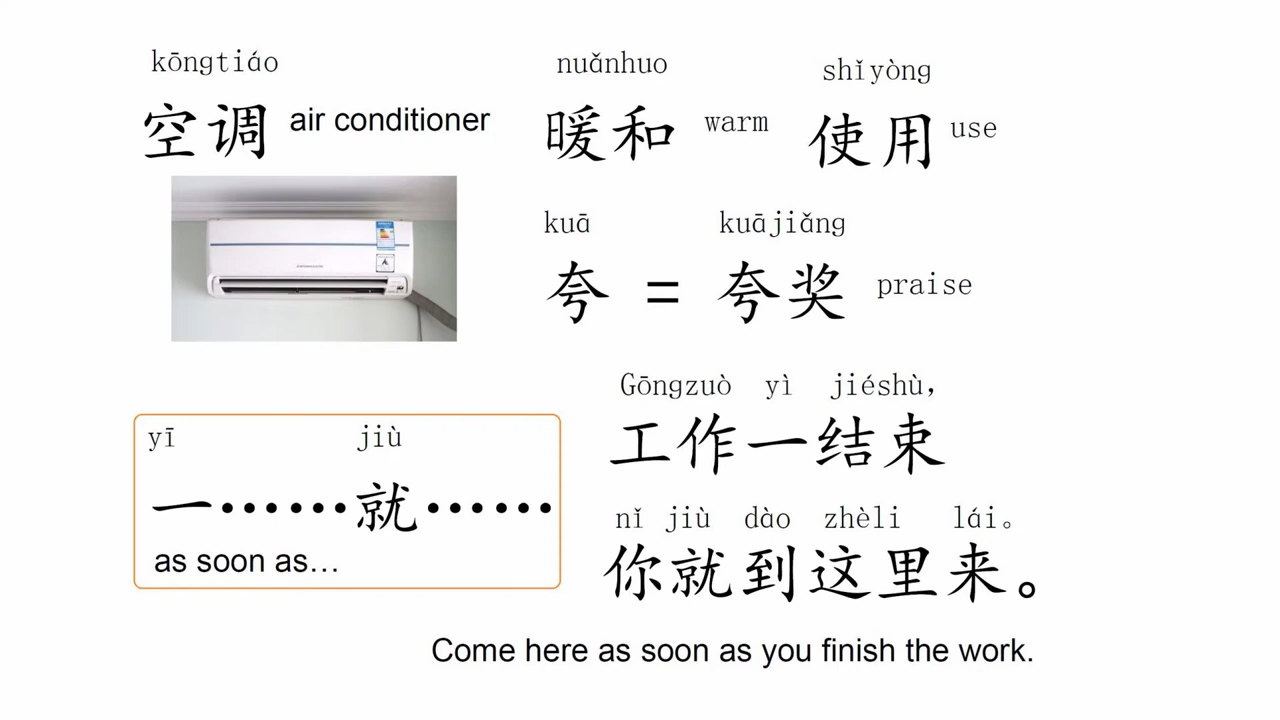 kōngtiáo
空调 air conditioner
nuǎnhuo
暖和 warm
shǐyòng
使用 use
kuā kuājiǎng
夸 = 夸奖 praise
yī jiù
一······就······
as soon as…
Gōngzuò yì jiéshù,
工作一结束
nǐ jiù dào zhèli lái。
你就到这里来。
Come here as soon as you finish the work.